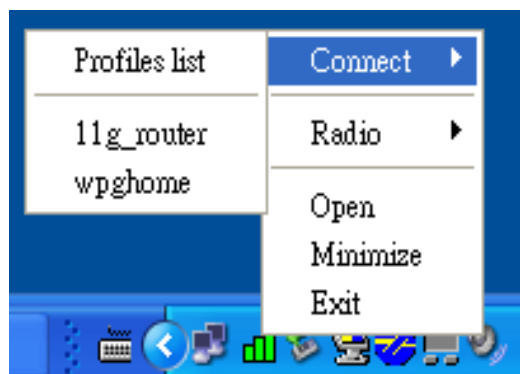 Profiles list
11g_router
wpghome
Connect
Radio
Open
Minimize
Exit